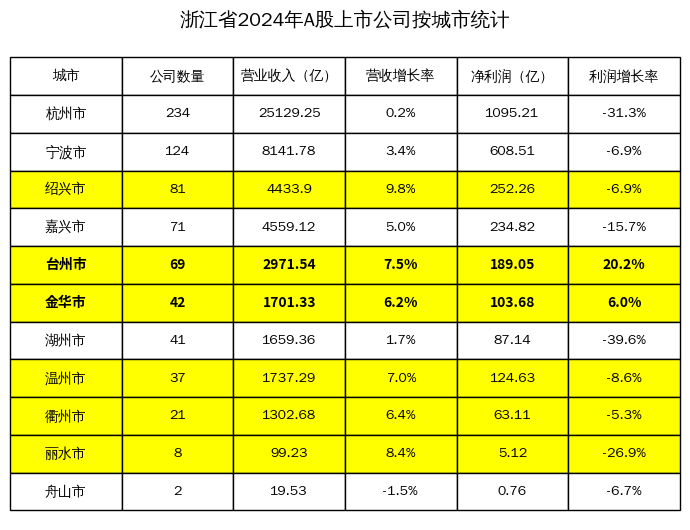 浙江省2024年A股上市公司按城市统计
城市 公司数量 营业收入（亿） 营收增长率 净利润（亿） 利润增长率
杭州市 234 25129.25 0.2% 1095.21 -31.3%
宁波市 124 8141.78 3.4% 608.51 -6.9%
绍兴市 81 4433.9 9.8% 252.26 -6.9%
嘉兴市 71 4559.12 5.0% 234.82 -15.7%
台州市 69 2971.54 7.5% 189.05 20.2%
金华市 42 1701.33 6.2% 103.68 6.0%
湖州市 41 1659.36 1.7% 87.14 -39.6%
温州市 37 1737.29 7.0% 124.63 -8.6%
衢州市 21 1302.68 6.4% 63.11 -5.3%
丽水市 8 99.23 8.4% 5.12 -26.9%
舟山市 2 19.53 -1.5% 0.76 -6.7%